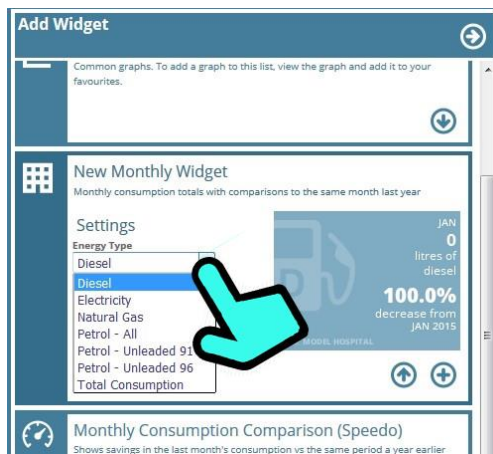 Add Widget
Common graphs. To add a graph to this list, view the graph and add it to your
favourites.
New Monthly Widget
Monthly consumption totals with comparisons to the same month last year
Settings
Energy Type
Diesel
Diesel
Electricity
Natural Gas
Petrol - All
Petrol - Unleaded 91
Petrol - Unleaded 96
Total Consumption
JAN
0
litres of
diesel
100.0%
decrease from
JAN 2015
MODEL HOSPITAL
D
Monthly Consumption Comparison (Speedo)
Shows savings in the last month's consumption vs the same period a year earlier